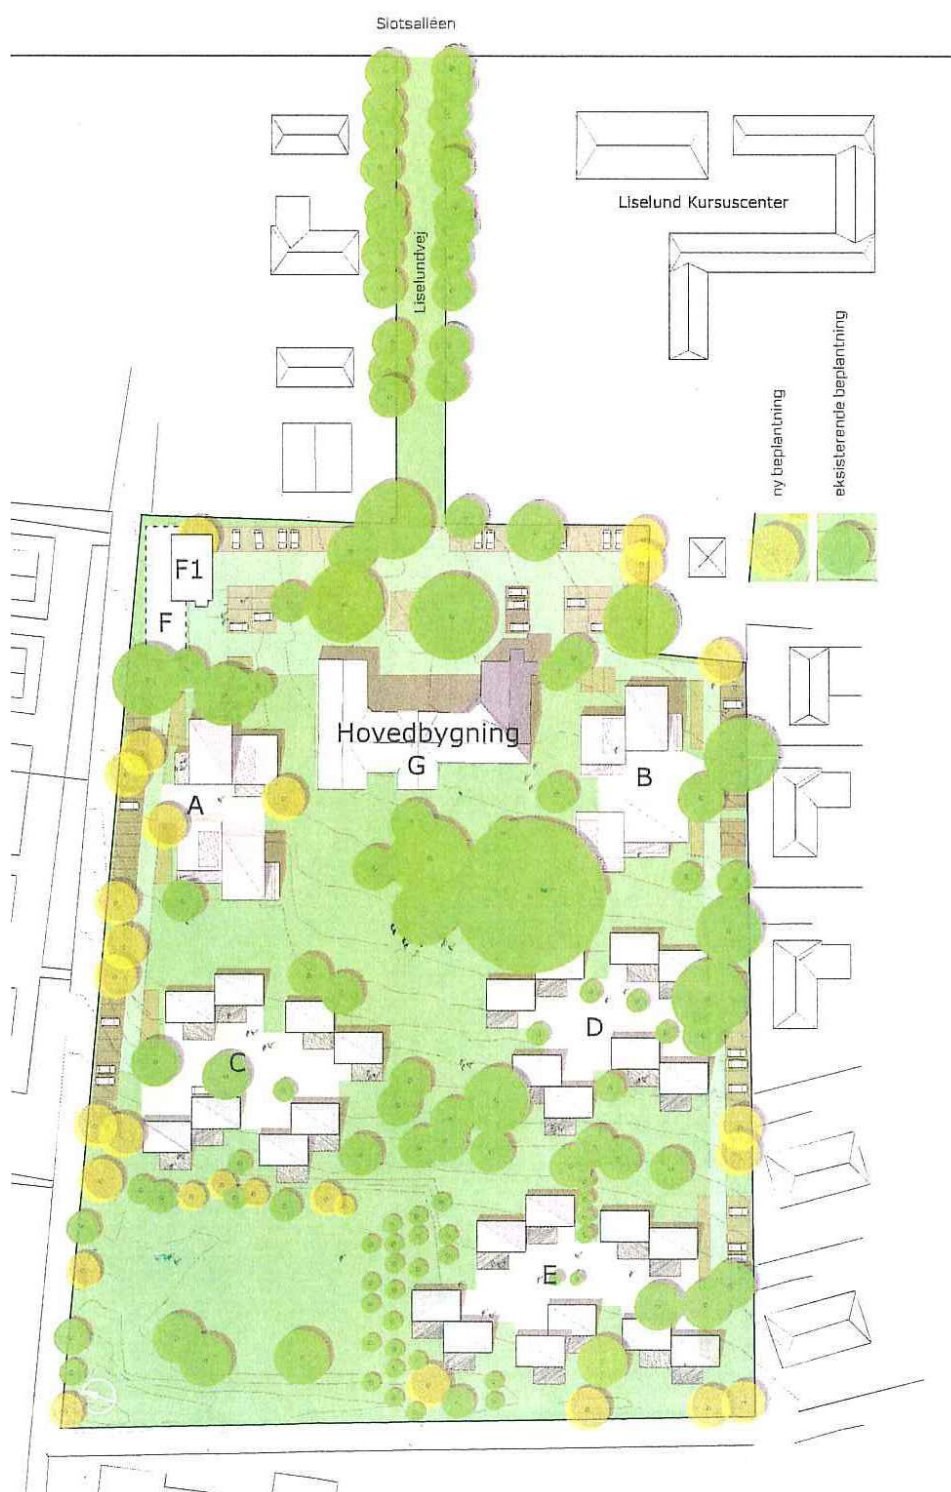 Slotsalléen
Liselund Kursuscenter
Liselundvej
ny beplantning
eksisterende beplantning
F1
F
Hovedbygning
G
A
B
C
D
E